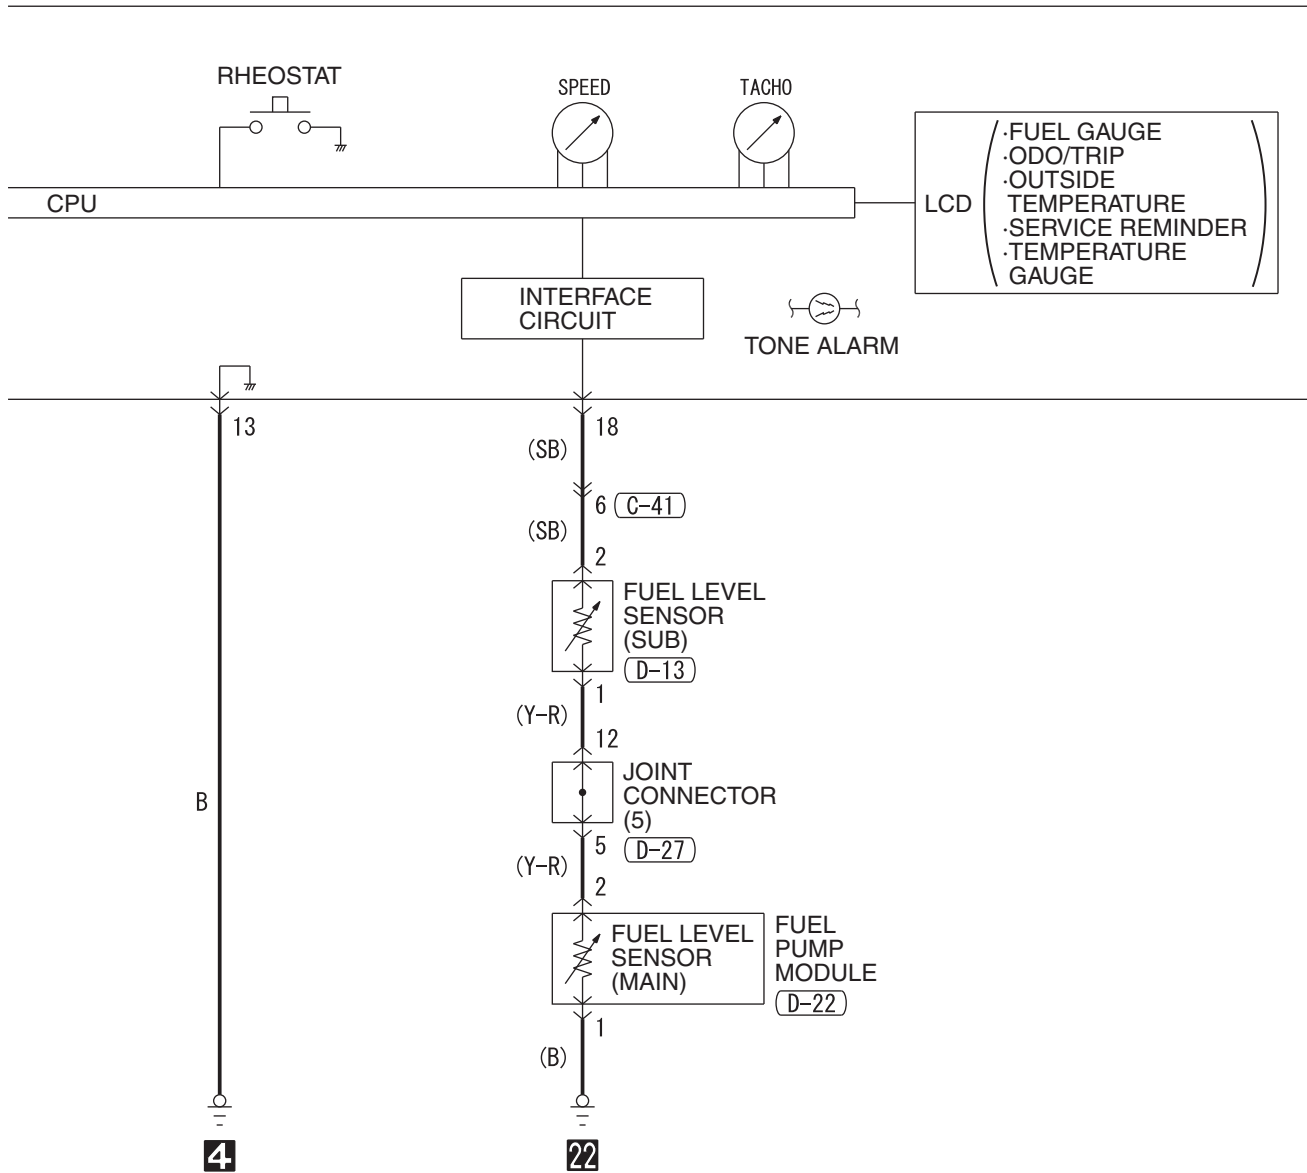 RHEOSTAT
SPEED
TACHO
CPU
LCD
·FUEL GAUGE
·ODO/TRIP
·OUTSIDE
TEMPERATURE
·SERVICE REMINDER
·TEMPERATURE
GAUGE
INTERFACE
CIRCUIT
TONE ALARM
13
18
(SB)
6 C-41
(SB)
2
FUEL LEVEL
SENSOR
(SUB)
D-13
1
(Y-R)
12
JOINT
CONNECTOR
(5)
D-27
B
5
(Y-R)
2
FUEL LEVEL
SENSOR
(MAIN)
FUEL
PUMP
MODULE
D-22
1
(B)
4
22